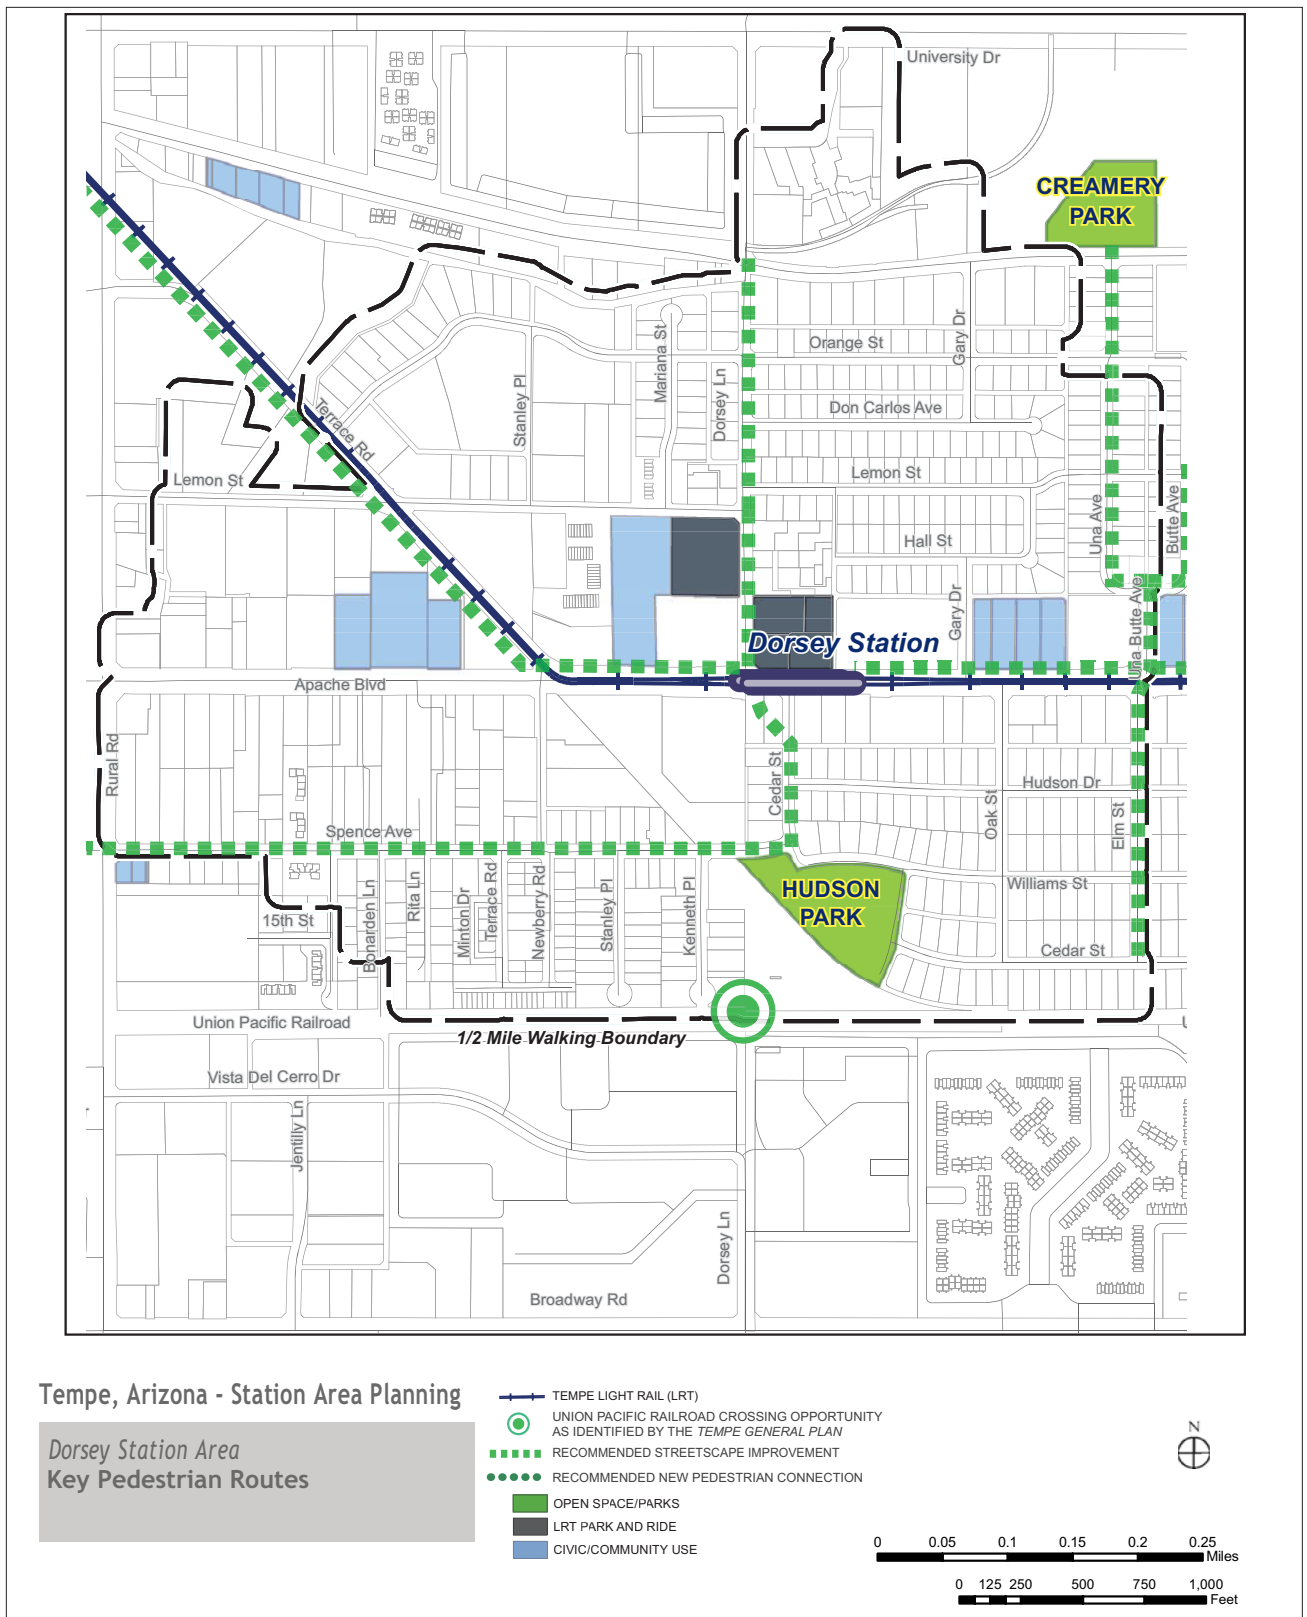 University Dr
CREAMERY
PARK
Gary Dr
Orange St
Mariana St
Stanley Pl
Dorsey Ln
Don Carlos Ave
Terrace Rd
Lemon St
Lemon St
Una Ave
Butte Ave
Hall St
Gary Dr
Una Butte Ave
Dorsey Station
Apache Blvd
Rural Rd
Cedar St
Hudson Dr
Oak St
Elm St
Spence Ave
HUDSON
PARK
Williams St
15th St
Bonarden Ln
Rita Ln
Minton Dr
Terrace Rd
Newberry Rd
Stanley Pl
Kenneth Pl
Cedar St
Union Pacific Railroad
1/2 Mile Walking Boundary
Vista Del Cerro Dr
Jentilly Ln
Dorsey Ln
Broadway Rd
Tempe, Arizona - Station Area Planning
Dorsey Station Area
Key Pedestrian Routes
TEMPE LIGHT RAIL (LRT)
UNION PACIFIC RAILROAD CROSSING OPPORTUNITY
AS IDENTIFIED BY THE TEMPE GENERAL PLAN
RECOMMENDED STREETSCAPE IMPROVEMENT
RECOMMENDED NEW PEDESTRIAN CONNECTION
OPEN SPACE/PARKS
LRT PARK AND RIDE
CIVIC/COMMUNITY USE
N
0 0.05 0.1 0.15 0.2 0.25
Miles
0 125 250 500 750 1,000
Feet